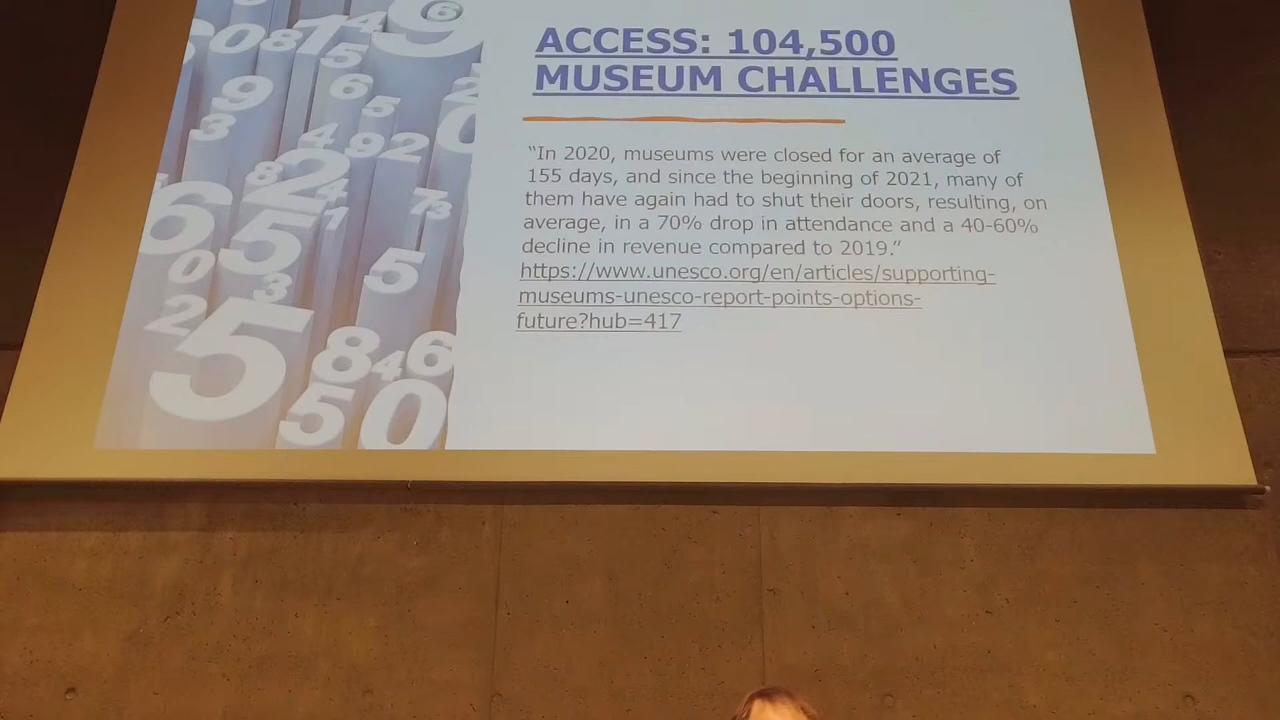 ACCESS: 104,500
MUSEUM CHALLENGES
“In 2020, museums were closed for an average of
155 days, and since the beginning of 2021, many of
them have again had to shut their doors, resulting, on
average, in a 70% drop in attendance and a 40-60%
decline in revenue compared to 2019.”
https://www.unesco.org/en/articles/supporting-
museums-unesco-report-points-options-
future?hub=417